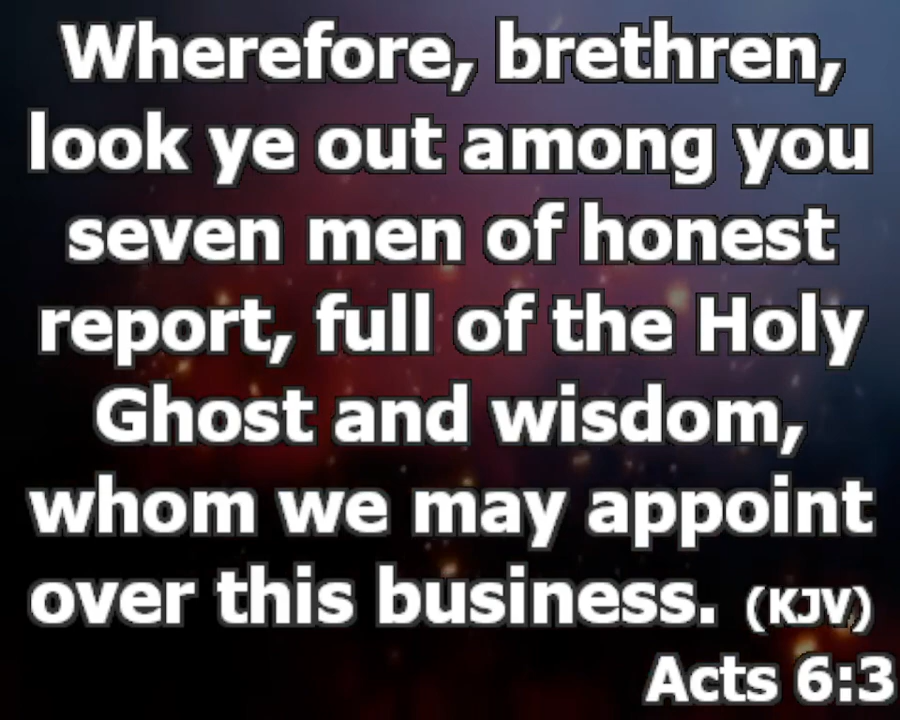 Wherefore, brethren,
look ye out among you
seven men of honest
report, full of the Holy
Ghost and wisdom,
whom we may appoint
over this business. (KJV)
Acts 6:3